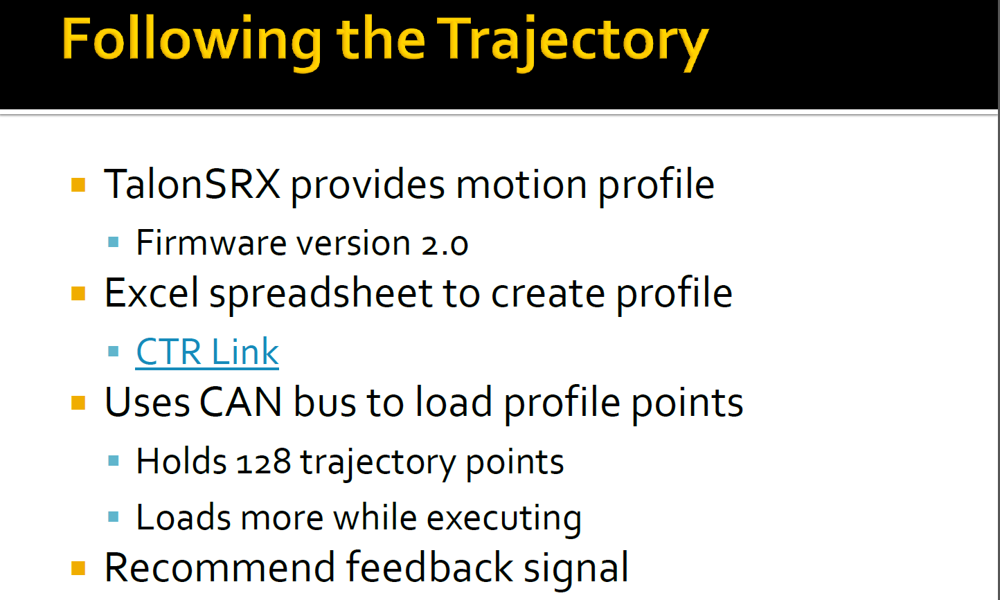 Following the Trajectory
TalonSRX provides motion profile
Firmware version 2.0
Excel spreadsheet to create profile
CTR Link
Uses CAN bus to load profile points
Holds 128 trajectory points
Loads more while executing
Recommend feedback signal